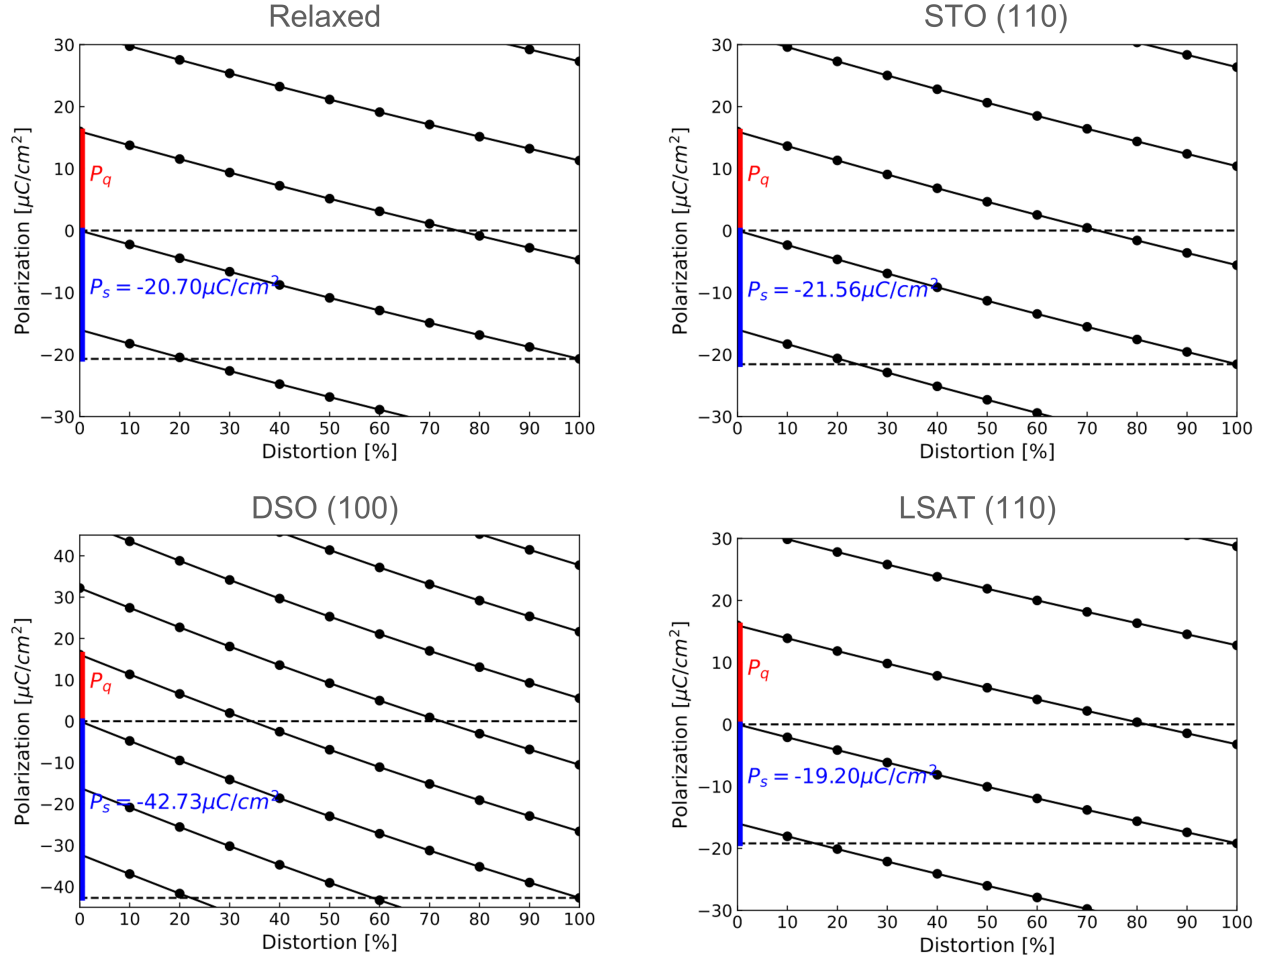 Relaxed
30
20
10
0
−10
−20
−30
0 10 20 30 40 50 60 70 80 90 100
Polarization [μC/cm²]
Distortion [%]
P_q
P_s = -20.70μC/cm²
STO (110)
30
20
10
0
−10
−20
−30
0 10 20 30 40 50 60 70 80 90 100
Polarization [μC/cm²]
Distortion [%]
P_q
P_s = -21.56μC/cm²
DSO (100)
40
30
20
10
0
−10
−20
−30
−40
0 10 20 30 40 50 60 70 80 90 100
Polarization [μC/cm²]
Distortion [%]
P_q
P_s = -42.73μC/cm²
LSAT (110)
30
20
10
0
−10
−20
−30
0 10 20 30 40 50 60 70 80 90 100
Polarization [μC/cm²]
Distortion [%]
P_q
P_s = -19.20μC/cm²